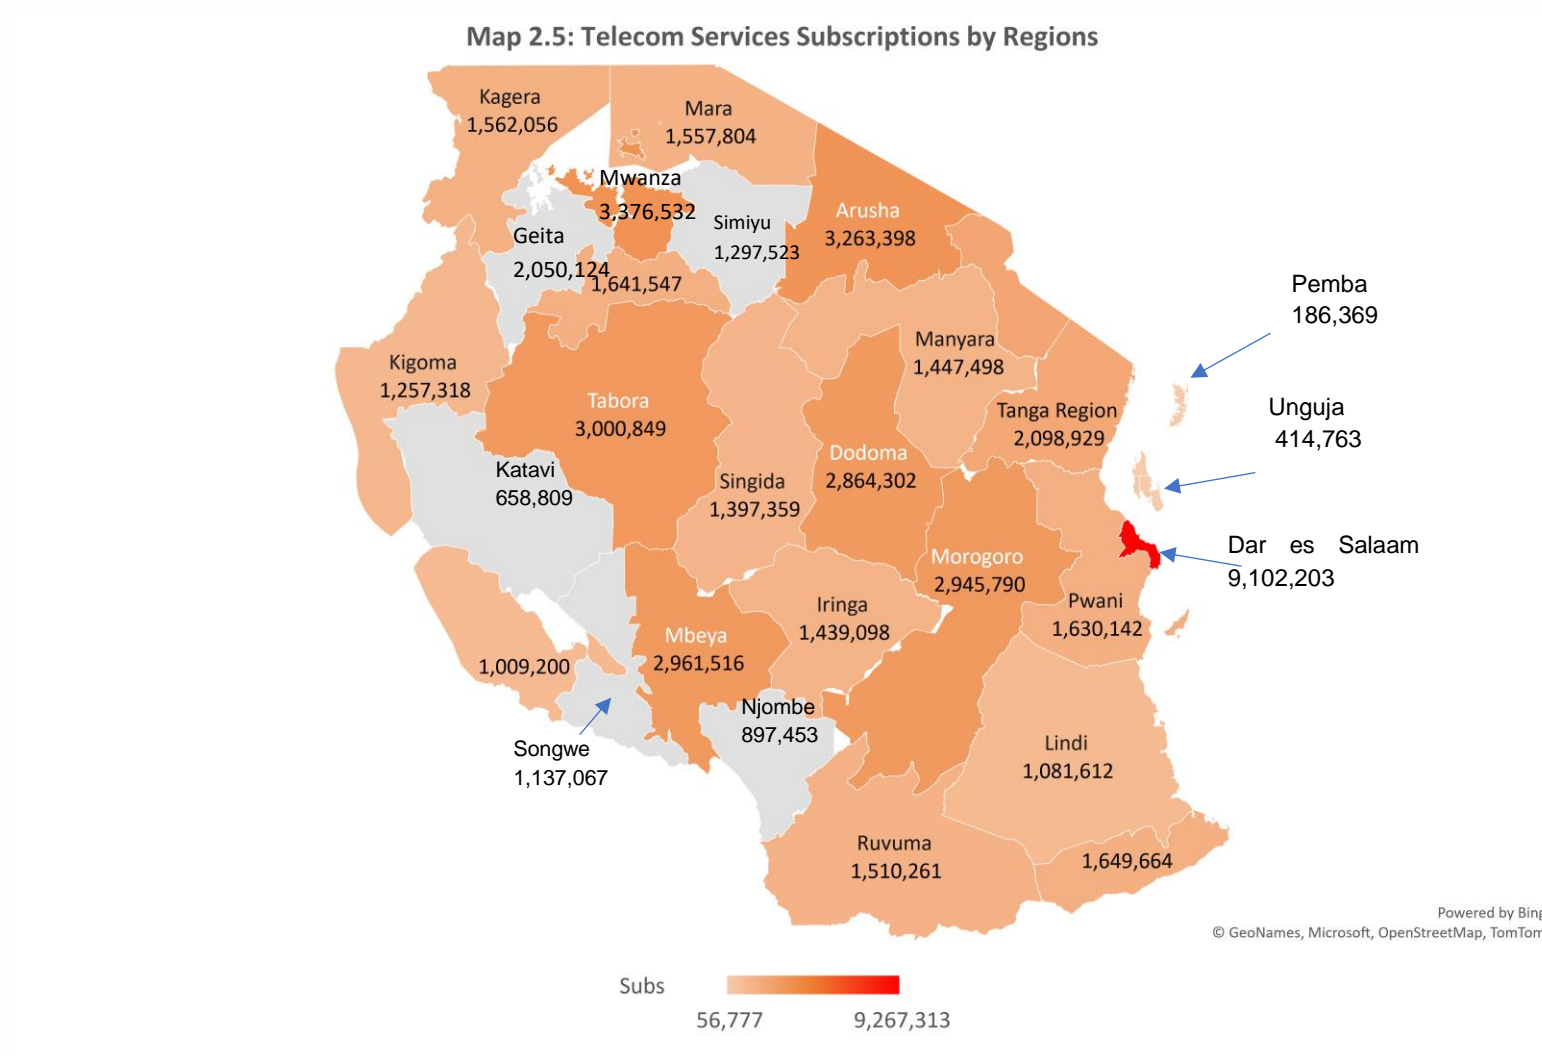 Map 2.5: Telecom Services Subscriptions by Regions
Kagera
1,562,056
Mara
1,557,804
Mwanza
3,376,532
Simiyu
1,297,523
Arusha
3,263,398
Geita
2,050,124
1,641,547
Pemba
186,369
Kigoma
1,257,318
Manyara
1,447,498
Tabora
3,000,849
Tanga Region
2,098,929
Unguja
414,763
Dodoma
2,864,302
Katavi
658,809
Singida
1,397,359
Dar es Salaam
9,102,203
Morogoro
2,945,790
Pwani
1,630,142
Iringa
1,439,098
Mbeya
2,961,516
1,009,200
Njombe
897,453
Songwe
1,137,067
Lindi
1,081,612
Ruvuma
1,510,261
1,649,664
Powered by Bing
© GeoNames, Microsoft, OpenStreetMap, TomTom
Subs
56,777
9,267,313